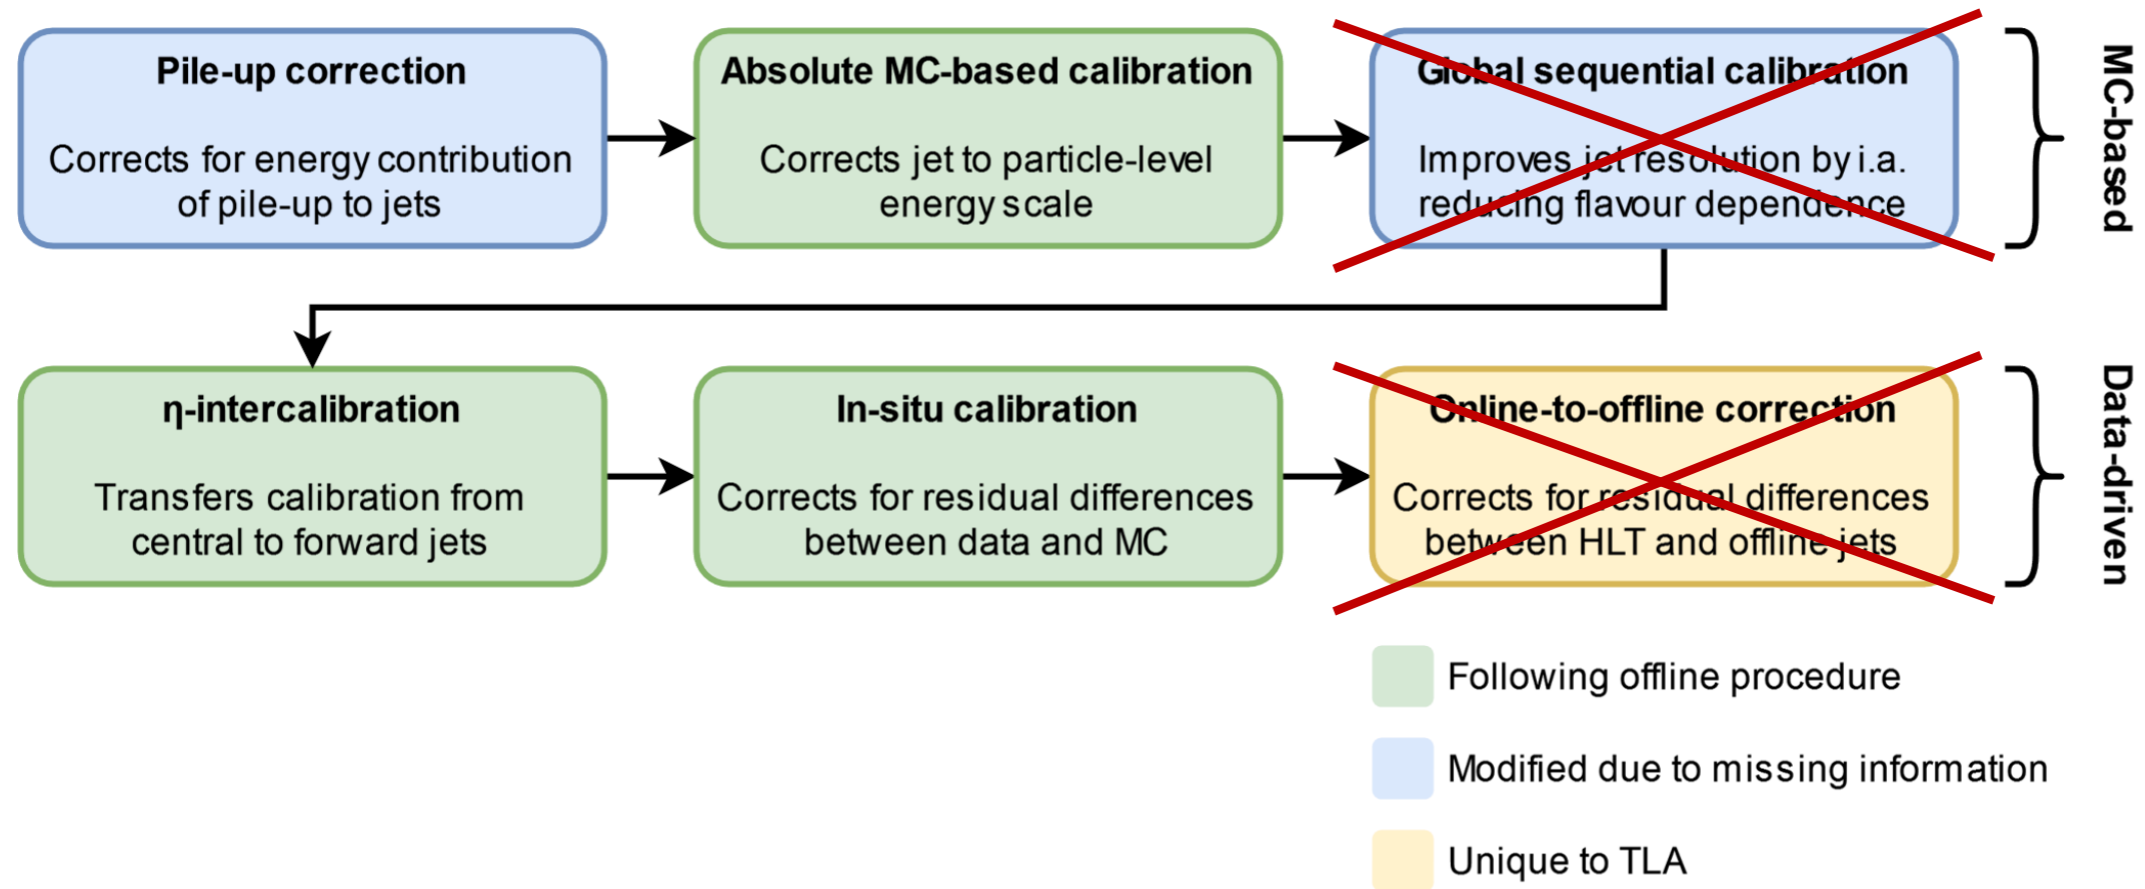 Pile-up correction
Corrects for energy contribution
of pile-up to jets
Absolute MC-based calibration
Corrects jet to particle-level
energy scale
Global sequential calibration
Improves jet resolution by i.a.
reducing flavour dependence
MC-based
η-intercalibration
Transfers calibration from
central to forward jets
In-situ calibration
Corrects for residual differences
between data and MC
Online-to-offline correction
Corrects for residual differences
between HLT and offline jets
Data-driven
Following offline procedure
Modified due to missing information
Unique to TLA